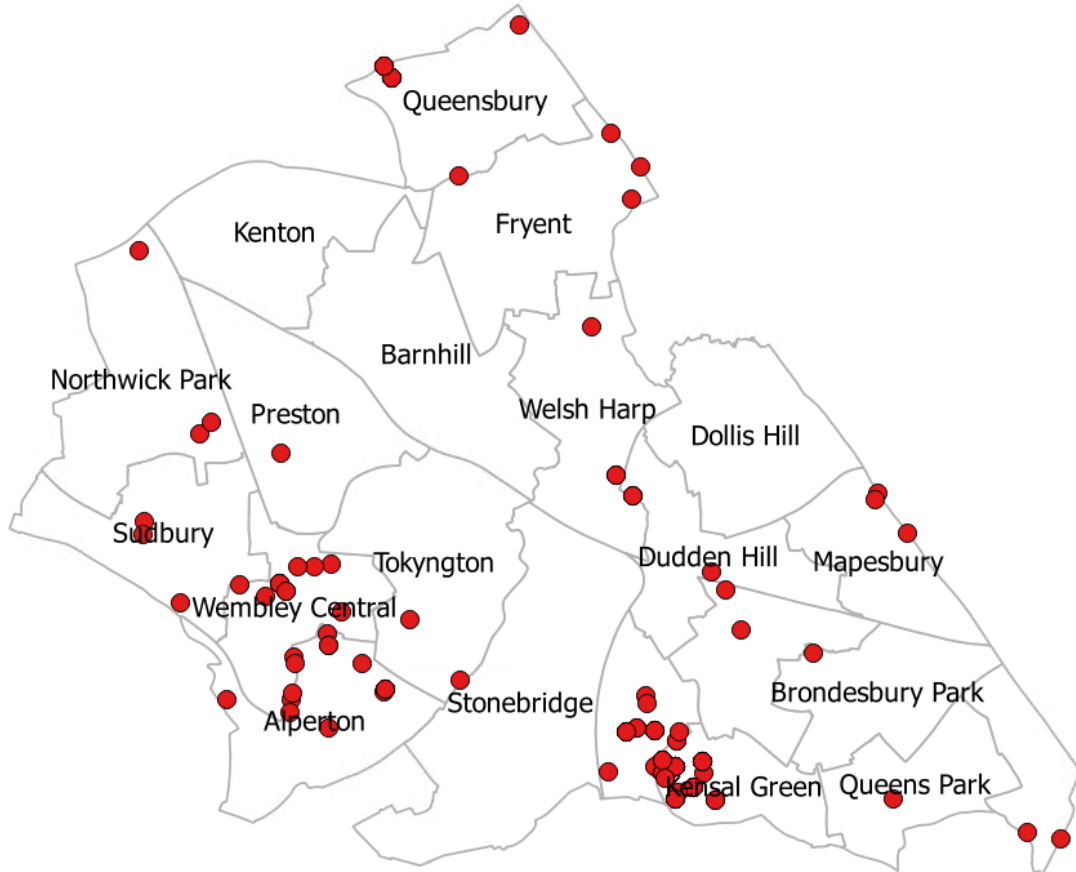 Queensbury
Fryent
Kenton
Barnhill
Northwick Park
Preston
Welsh Harp
Dollis Hill
Sudbury
Tokyngton
Dudden Hill
Mapesbury
Wembley Central
Brondesbury Park
Stonebridge
Alperton
Kensal Green
Queens Park